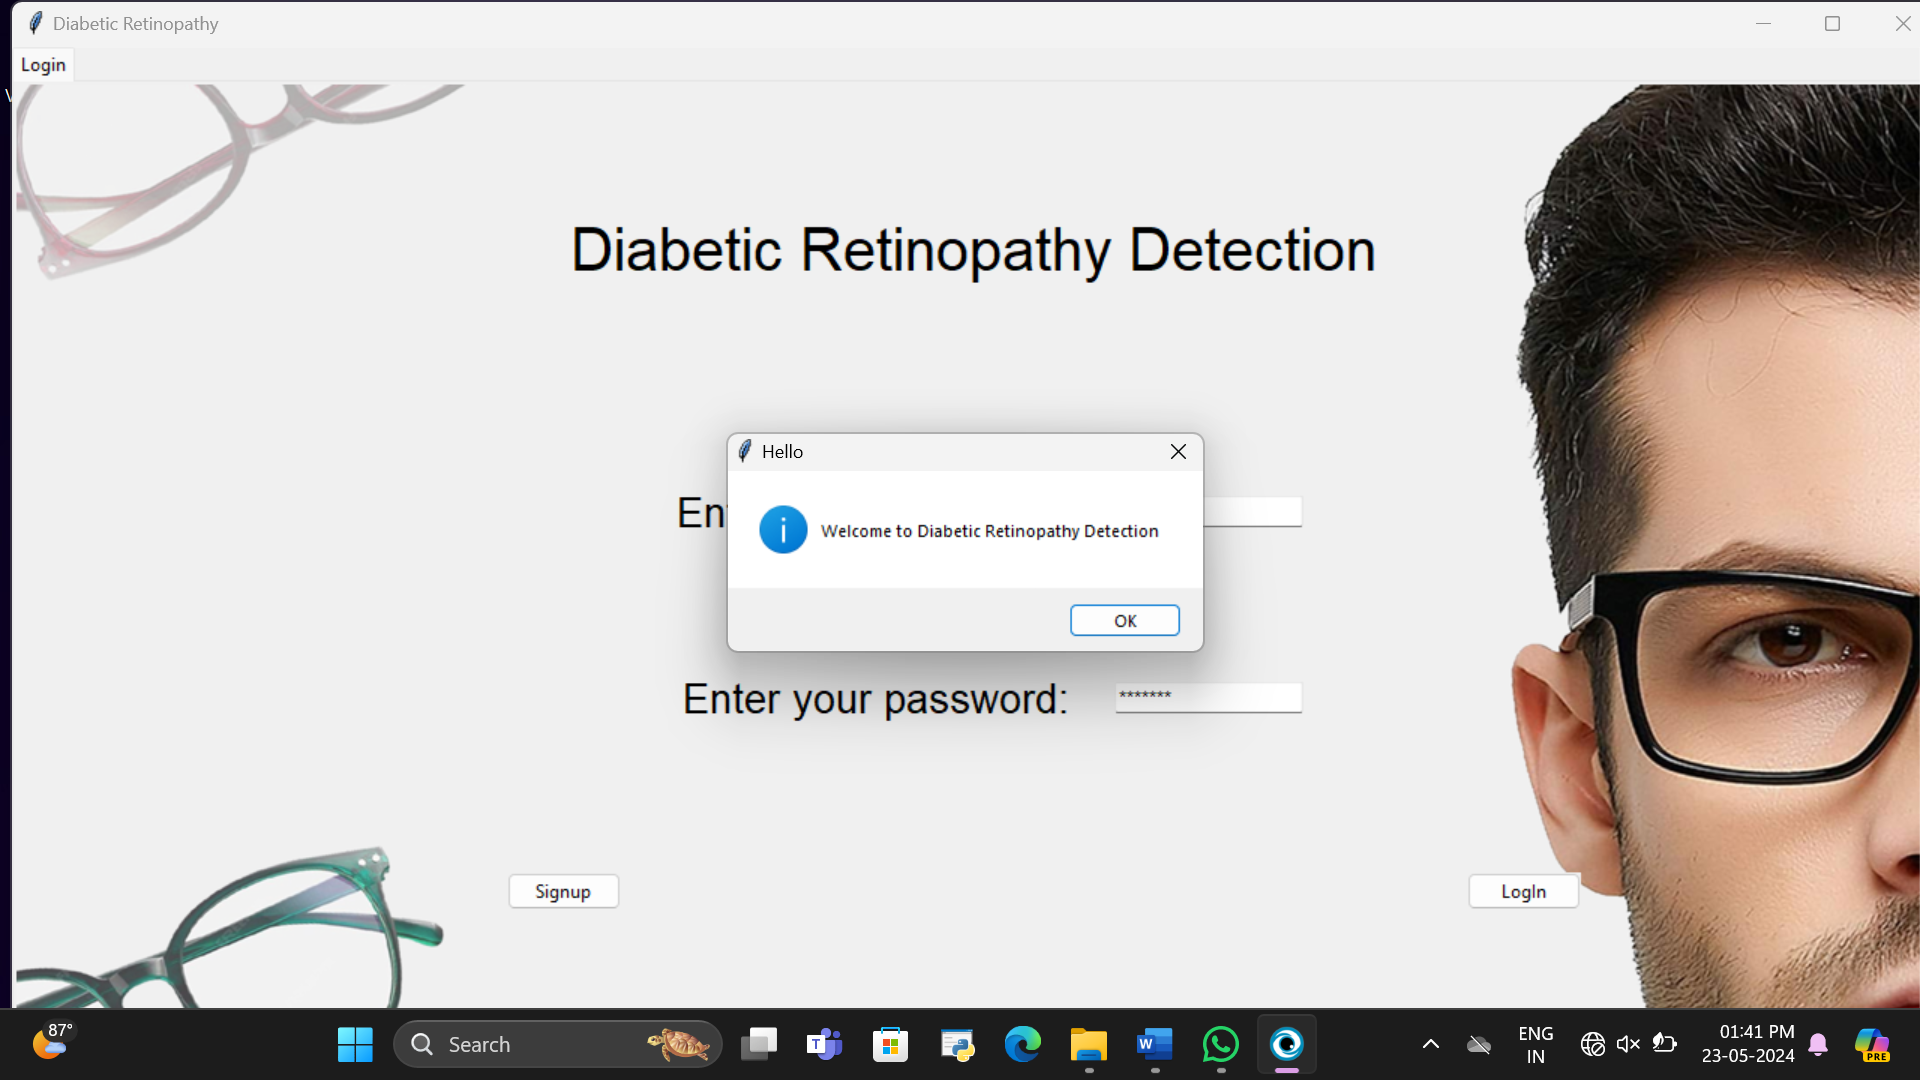 Diabetic Retinopathy
Login
Diabetic Retinopathy Detection
Hello
En
Welcome to Diabetic Retinopathy Detection
OK
Enter your password: *******
Signup
LogIn
87°
Search
ENG
IN
01:41 PM
23-05-2024
PRE